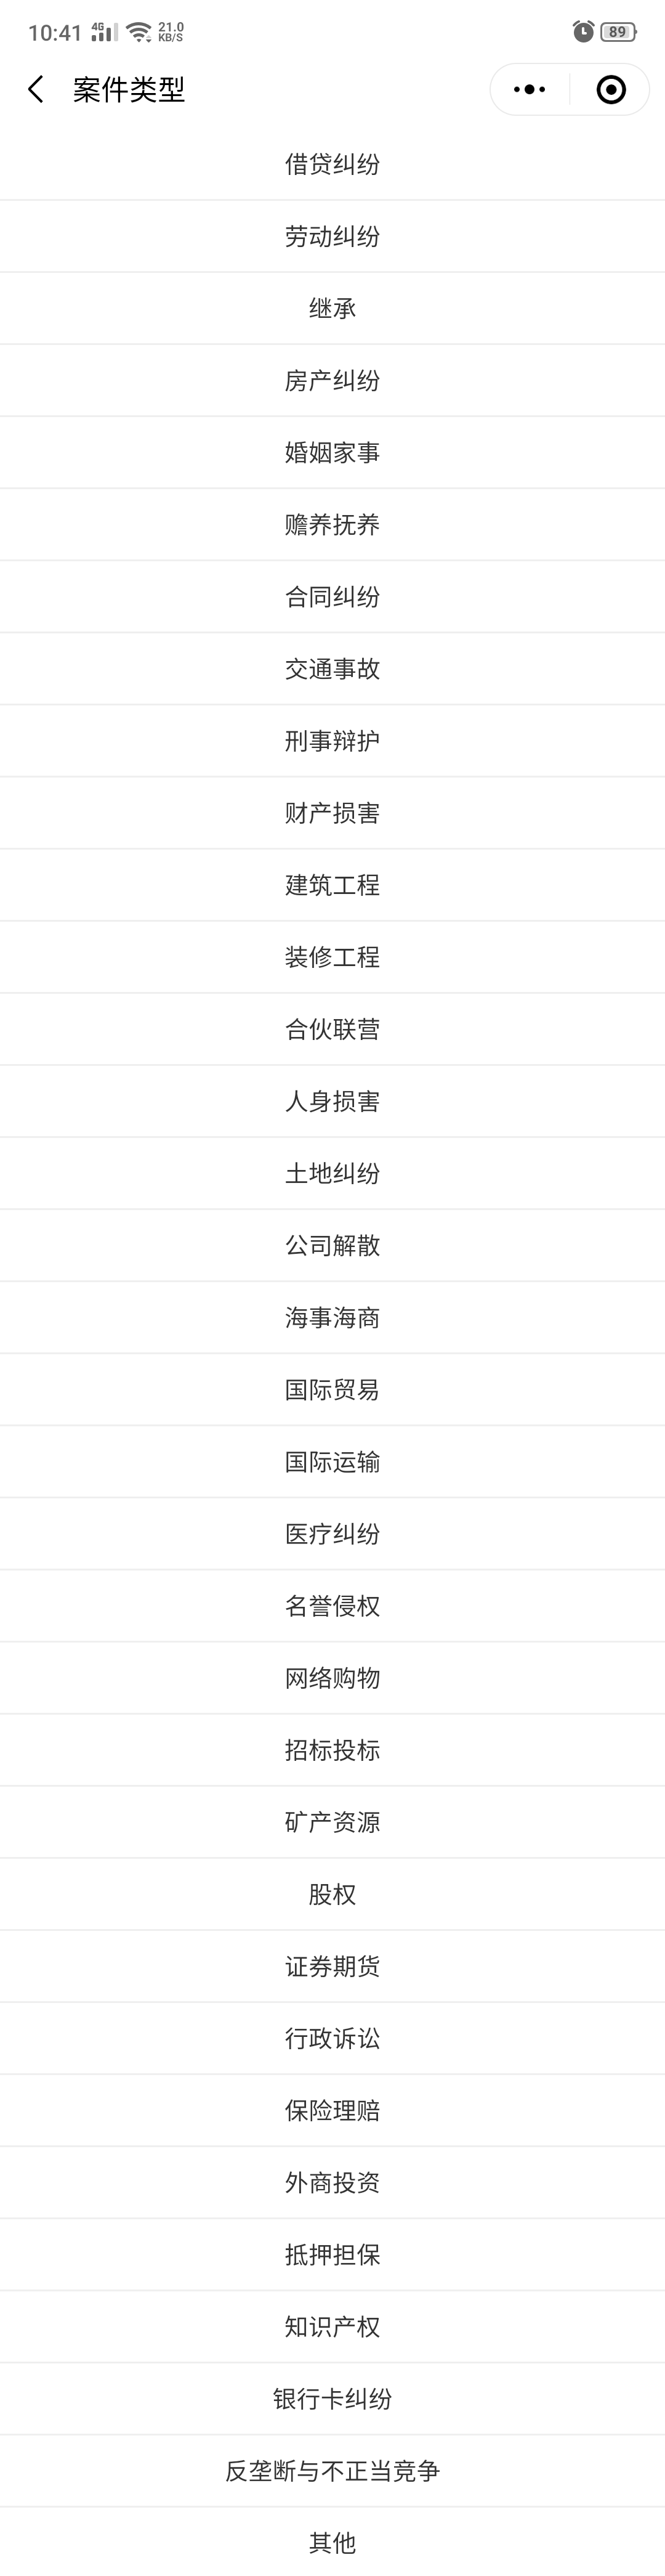 10:41 4G 21.0 KB/S 89
案件类型
借贷纠纷
劳动纠纷
继承
房产纠纷
婚姻家事
赡养抚养
合同纠纷
交通事故
刑事辩护
财产损害
建筑工程
装修工程
合伙联营
人身损害
土地纠纷
公司解散
海事海商
国际贸易
国际运输
医疗纠纷
名誉侵权
网络购物
招标投标
矿产资源
股权
证券期货
行政诉讼
保险理赔
外商投资
抵押担保
知识产权
银行卡纠纷
反垄断与不正当竞争
其他